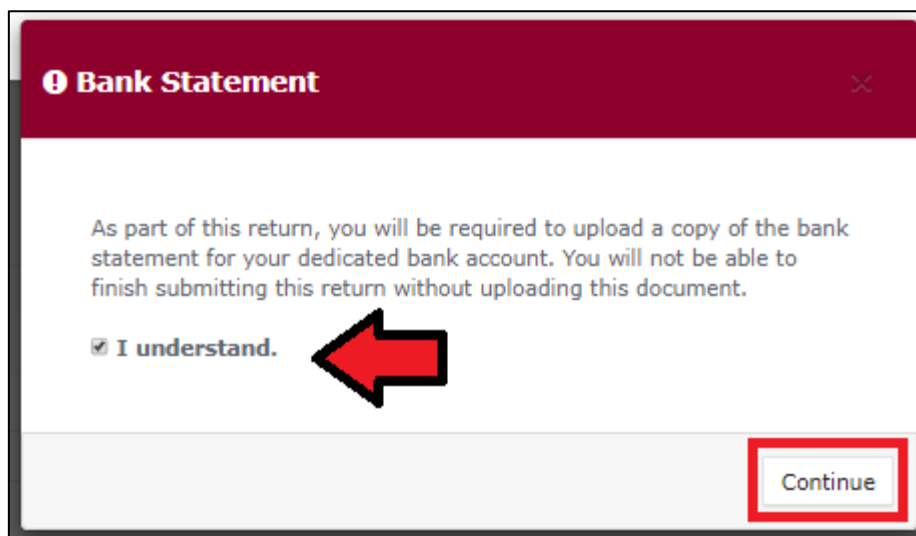 Bank Statement
As part of this return, you will be required to upload a copy of the bank
statement for your dedicated bank account. You will not be able to
finish submitting this return without uploading this document.
I understand.
Continue